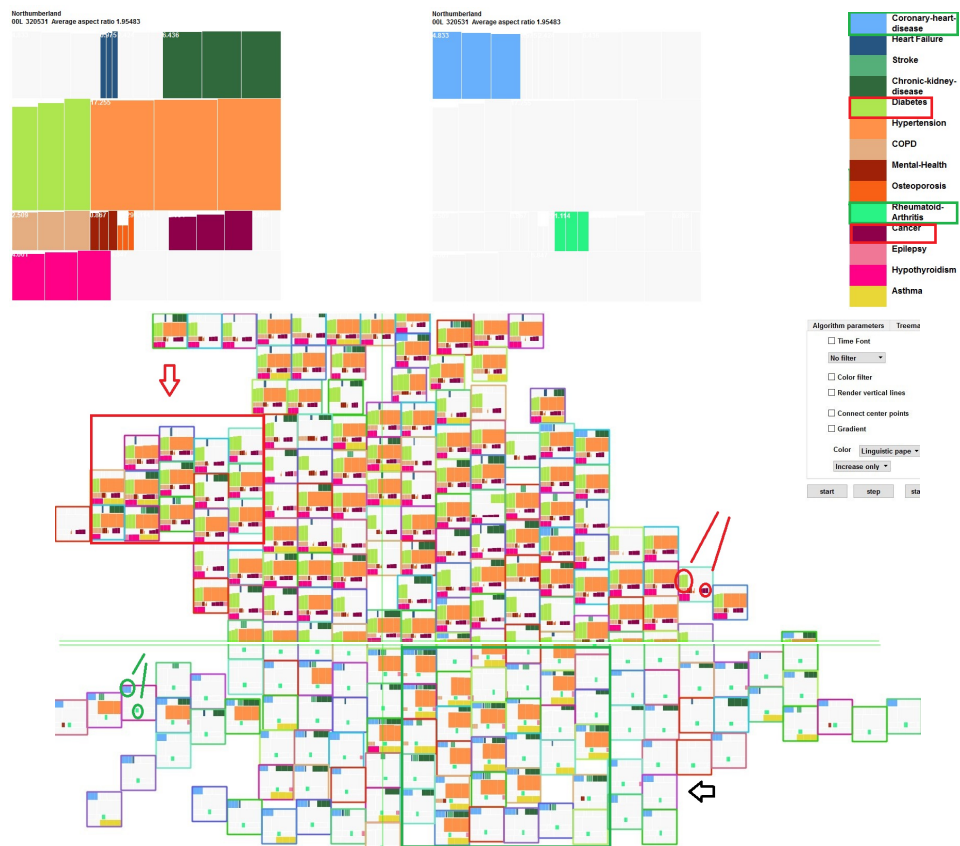 Northumberland
00L 320531 Average aspect ratio 1.95483
Northumberland
00L 320531 Average aspect ratio 1.95483
17.255
4.833
1.114
Coronary-heart-
disease
Heart Failure
Stroke
Chronic-kidney-
disease
Diabetes
Hypertension
COPD
Mental-Health
Osteoporosis
Rheumatoid-
Arthritis
Cancer
Epilepsy
Hypothyroidism
Asthma
Algorithm parameters Treema
Time Font
No filter
Color filter
Render vertical lines
Connect center points
Gradient
Color Linguistic pape
Increase only
start step sta